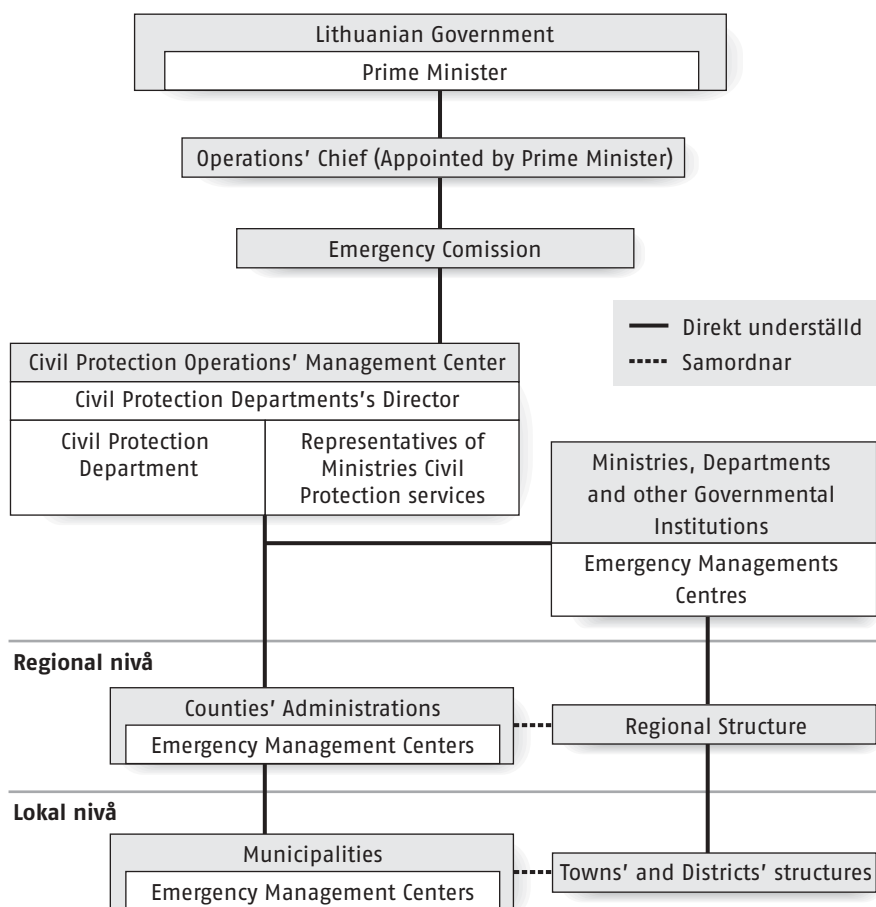 Lithuanian Government
Prime Minister
Operations’ Chief (Appointed by Prime Minister)
Emergency Comission
Direkt underställd
Samordnar
Civil Protection Operations’ Management Center
Civil Protection Departments’s Director
Civil Protection
Department
Representatives of
Ministries Civil
Protection services
Ministries, Departments
and other Governmental
Institutions
Emergency Managements
Centres
Regional nivå
Counties’ Administrations
Emergency Management Centers
Regional Structure
Lokal nivå
Municipalities
Emergency Management Centers
Towns’ and Districts’ structures